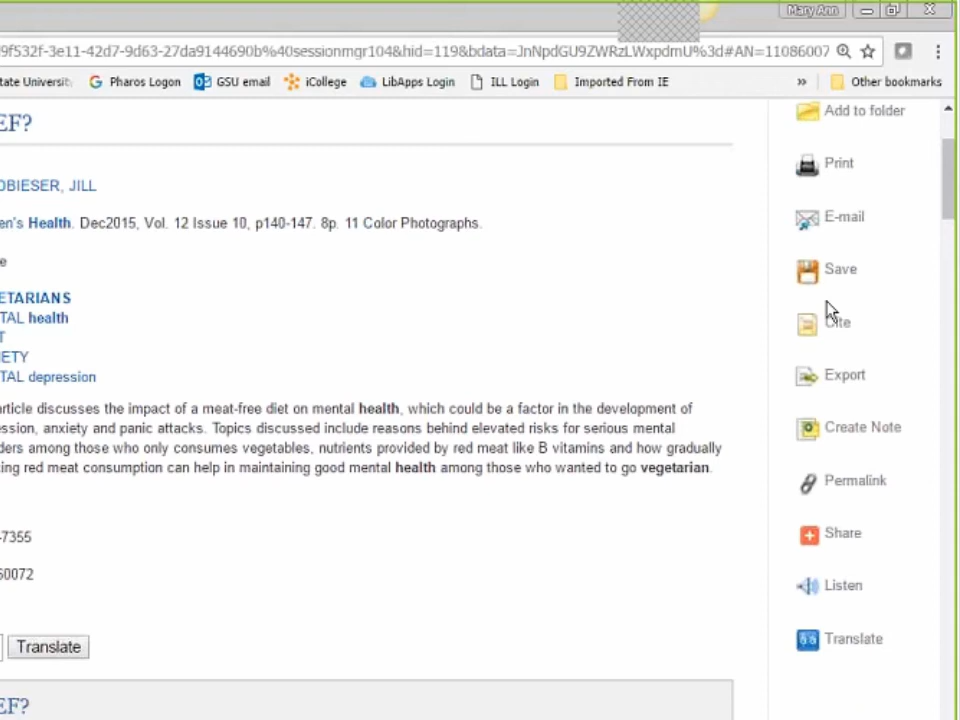 Mary Ann
9f532f-3e11-42d7-9d63-27da9144690b%40sessionmgr104&hid=119&bdata=JnNpdGU9ZWRzLWxpdmU%3d#AN=11086007
tate Universit Pharos Logon GSU email iCollege LibApps Login ILL Login Imported From IE » Other bookmarks
EF?
OBIESER, JILL
en's Health. Dec2015, Vol. 12 Issue 10, p140-147. 8p. 11 Color Photographs.
e
ETARIANS
TAL health
T
IETY
TAL depression
article discusses the impact of a meat-free diet on mental health, which could be a factor in the development of
ession, anxiety and panic attacks. Topics discussed include reasons behind elevated risks for serious mental
ders among those who only consumes vegetables, nutrients provided by red meat like B vitamins and how gradually
ing red meat consumption can help in maintaining good mental health among those who wanted to go vegetarian.
-7355
60072
Translate
EF?
Add to folder
Print
E-mail
Save
Cite
Export
Create Note
Permalink
Share
Listen
Translate